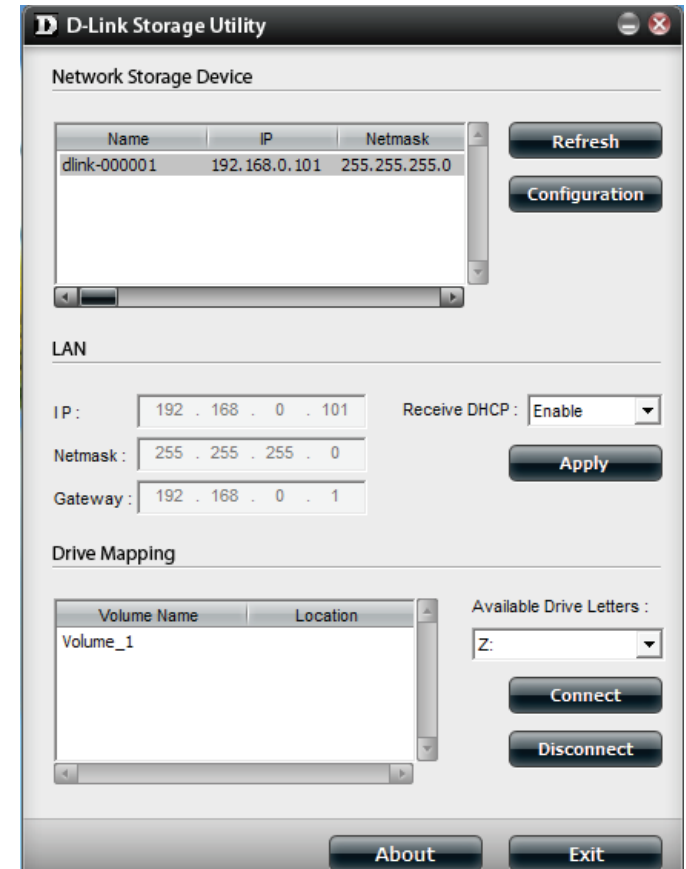 D D-Link Storage Utility
Network Storage Device
Name IP Netmask
dlink-000001 192.168.0.101 255.255.255.0
Refresh
Configuration
LAN
IP : 192 . 168 . 0 . 101
Receive DHCP : Enable
Netmask : 255 . 255 . 255 . 0
Apply
Gateway : 192 . 168 . 0 . 1
Drive Mapping
Volume Name Location
Volume_1
Available Drive Letters :
Z:
Connect
Disconnect
About Exit